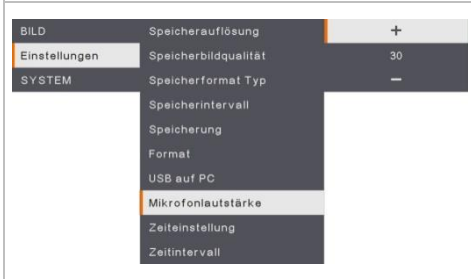 BILD
Einstellungen
SYSTEM
Speicherauflösung
Speicherbildqualität
Speicherformat Typ
Speicherintervall
Speicherung
Format
USB auf PC
Mikrofonlautstärke
Zeiteinstellung
Zeitintervall
+
30
−